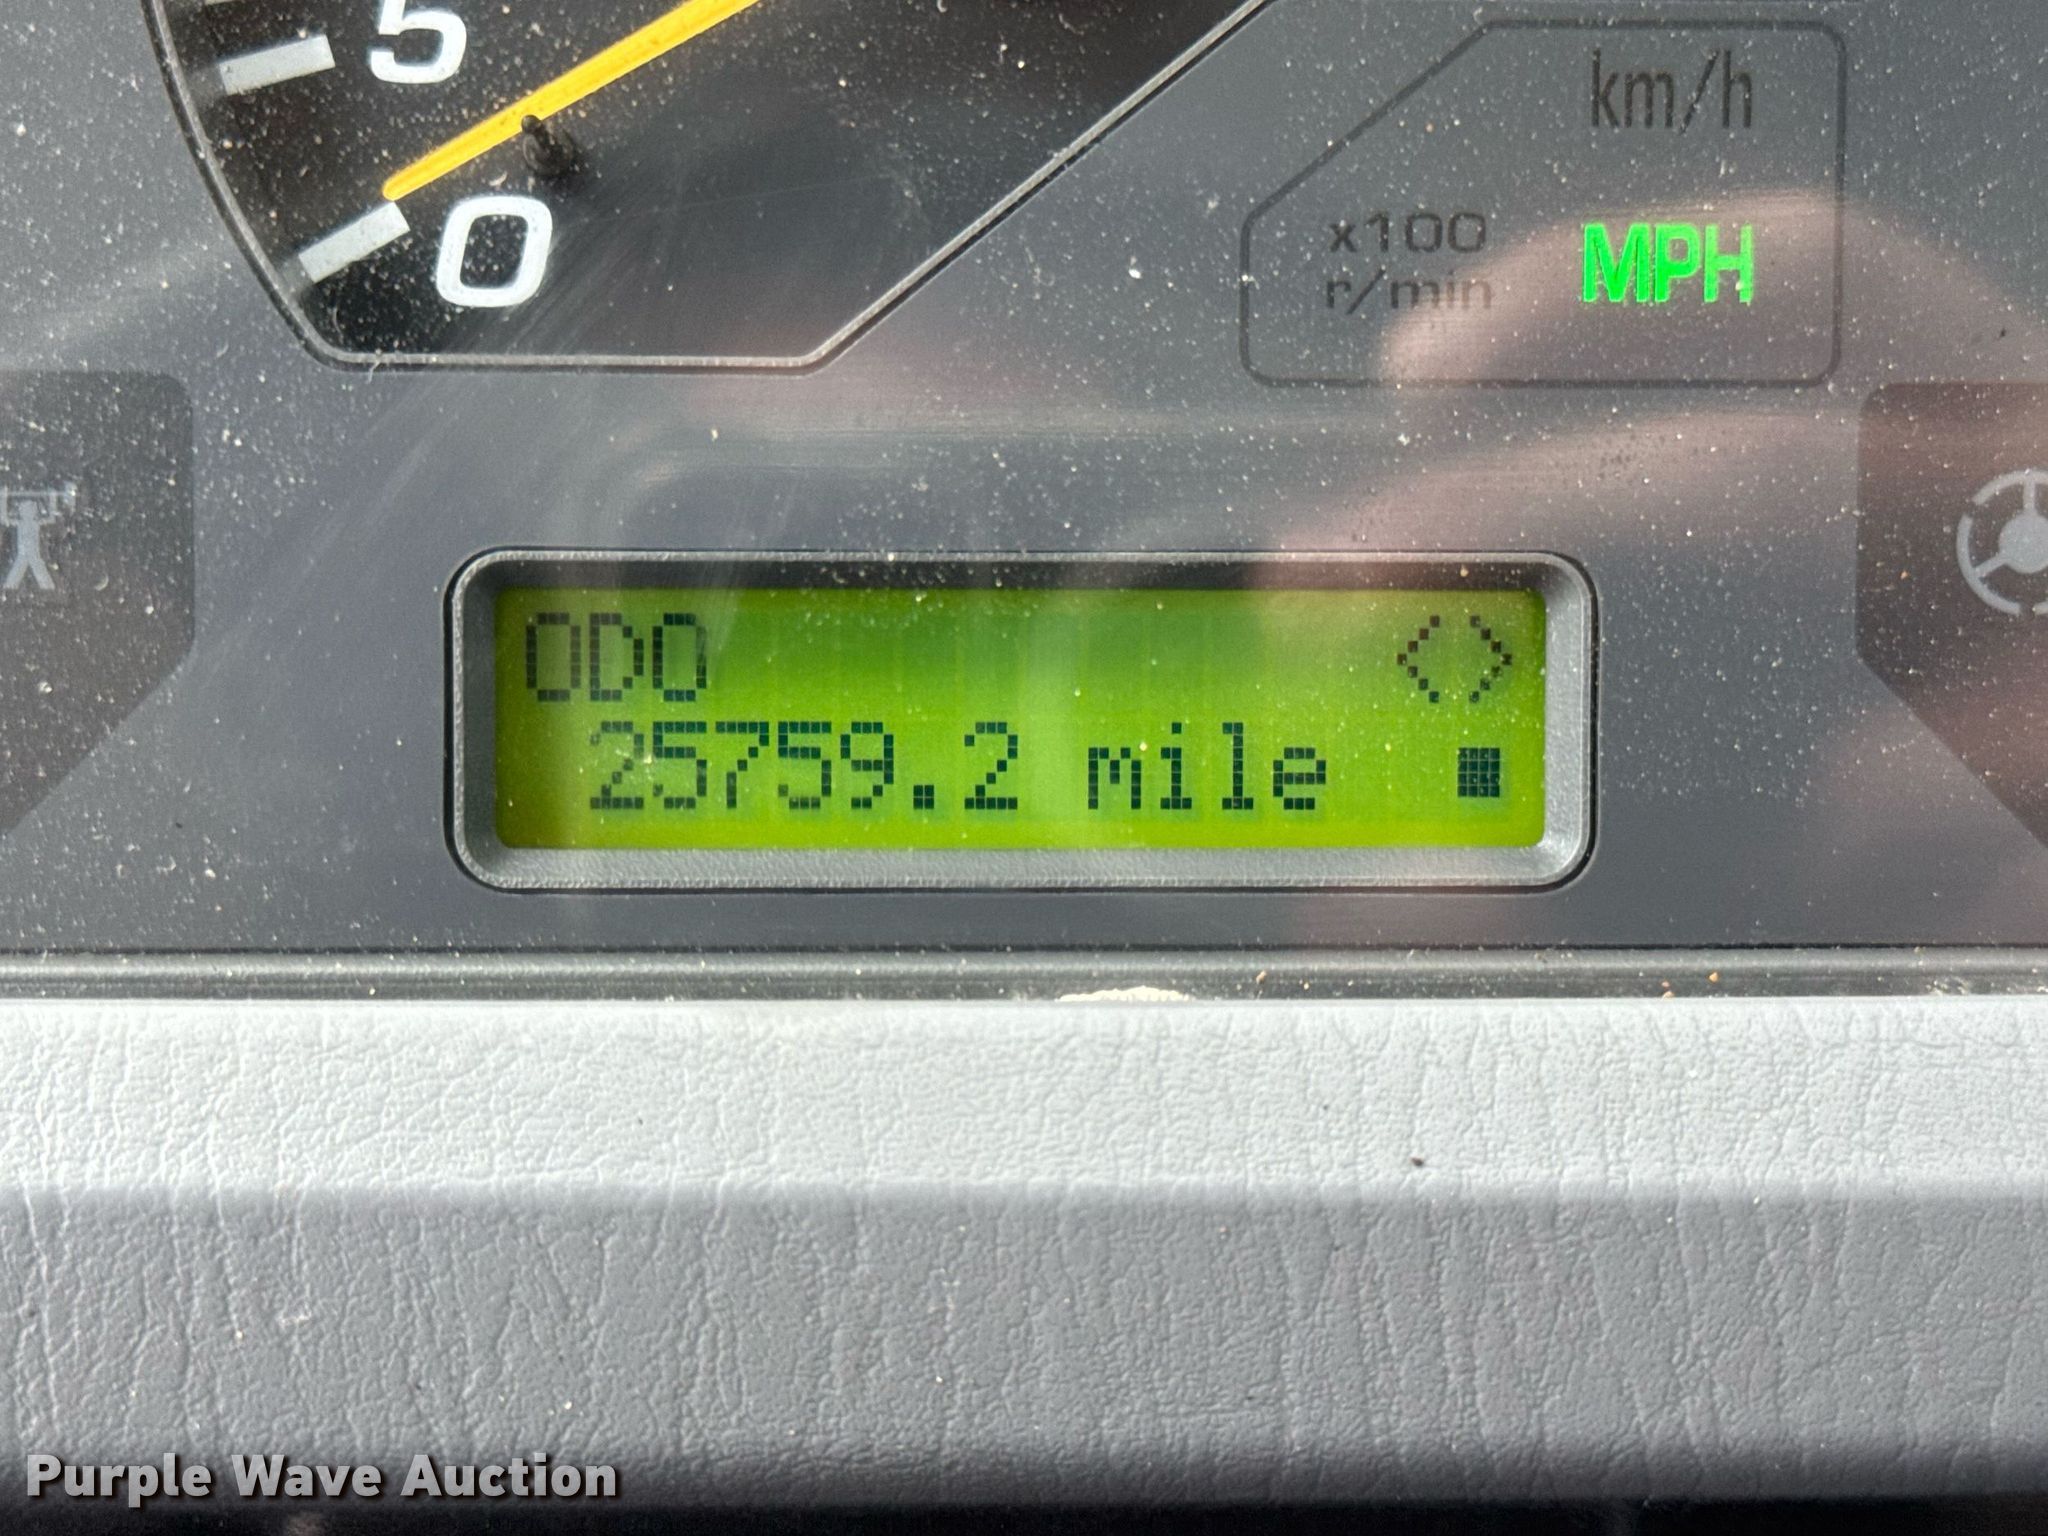 5
0
km/h
x100
r/min
MPH
ODO <>
25759.2 mile
Purple Wave Auction